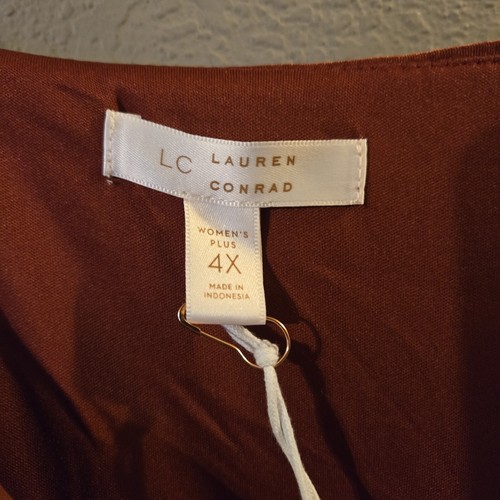 LC LAUREN
CONRAD
WOMEN'S
PLUS
4X
MADE IN
INDONESIA